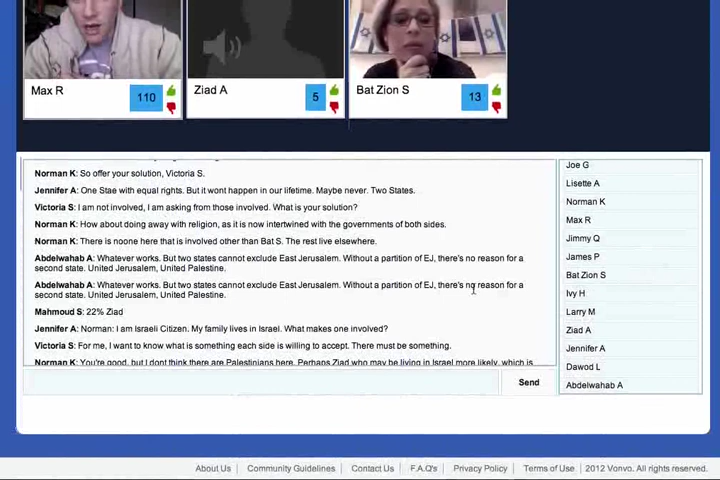 Max R
110
Ziad A
5
Bat Zion S
13
Norman K: So offer your solution, Victoria S.
Jennifer A: One Stae with equal rights. But it wont happen in our lifetime. Maybe never. Two States.
Victoria S: I am not involved, I am asking from those involved. What is your solution?
Norman K: How about doing away with religion, as it is now intertwined with the governments of both sides.
Norman K: There is noone here that is involved other than Bat S. The rest live elsewhere.
Abdelwahab A: Whatever works. But two states cannot exclude East Jerusalem. Without a partition of EJ, there's no reason for a
second state. United Jerusalem, United Palestine.
Abdelwahab A: Whatever works. But two states cannot exclude East Jerusalem. Without a partition of EJ, there's no reason for a
second state. United Jerusalem, United Palestine.
Mahmoud S: 22% Ziad
Jennifer A: Norman: I am Israeli Citizen. My family lives in Israel. What makes one involved?
Victoria S: For me, I want to know what is something each side is willing to accept. There must be something.
Norman K: You're good, but I dont think there are Palestinians here. Perhaps Ziad who may be living in Israel more likely, which is
Send
Joe G
Lisette A
Norman K
Max R
Jimmy Q
James P
Bat Zion S
Ivy H
Larry M
Ziad A
Jennifer A
Dawod L
Abdelwahab A
About Us | Community Guidelines | Contact Us | F.A.Q's | Privacy Policy | Terms of Use | 2012 Vonvo. All rights reserved.